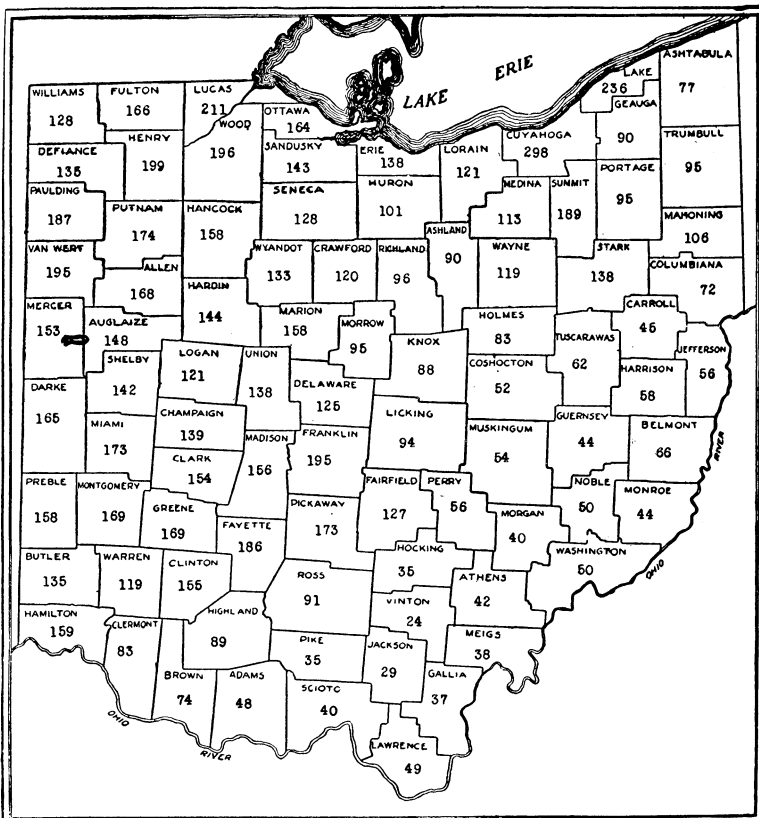 LAKE ERIE
ASHTABULA
77
LAKE
236
GEAUGA
90
WILLIAMS
128
FULTON
166
LUCAS
211
WOOD
196
OTTAWA
164
SANDUSKY
143
ERIE
138
LORAIN
121
CUYAHOGA
298
TRUMBULL
95
DEFIANCE
135
HENRY
199
SENECA
128
HURON
101
MEDINA
113
SUMMIT
189
PORTAGE
95
MAHONING
106
PAULDING
187
PUTNAM
174
HANCOCK
158
WYANDOT
133
CRAWFORD
120
RICHLAND
96
ASHLAND
90
WAYNE
119
STARK
138
COLUMBIANA
72
VAN WERT
195
ALLEN
168
HARDIN
144
MARION
158
MORROW
95
HOLMES
83
TUSCARAWAS
62
CARROLL
45
JEFFERSON
56
MERCER
153
AUGLAIZE
148
SHELBY
142
LOGAN
121
UNION
138
DELAWARE
125
KNOX
88
COSHOCTON
52
HARRISON
58
DARKE
165
MIAMI
173
CHAMPAIGN
139
CLARK
154
MADISON
156
FRANKLIN
195
LICKING
94
MUSKINGUM
54
GUERNSEY
44
BELMONT
66
RIVER
PREBLE
158
MONTGOMERY
169
GREENE
169
FAYETTE
186
PICKAWAY
173
FAIRFIELD
127
PERRY
56
MORGAN
40
NOBLE
50
MONROE
44
BUTLER
135
WARREN
119
CLINTON
155
ROSS
91
HOCKING
35
ATHENS
42
WASHINGTON
50
OHIO
HAMILTON
159
CLERMONT
83
HIGHLAND
89
PIKE
35
VINTON
24
JACKSON
29
MEIGS
38
GALLIA
37
BROWN
74
ADAMS
48
SCIOTO
40
LAWRENCE
49
OHIO
RIVER